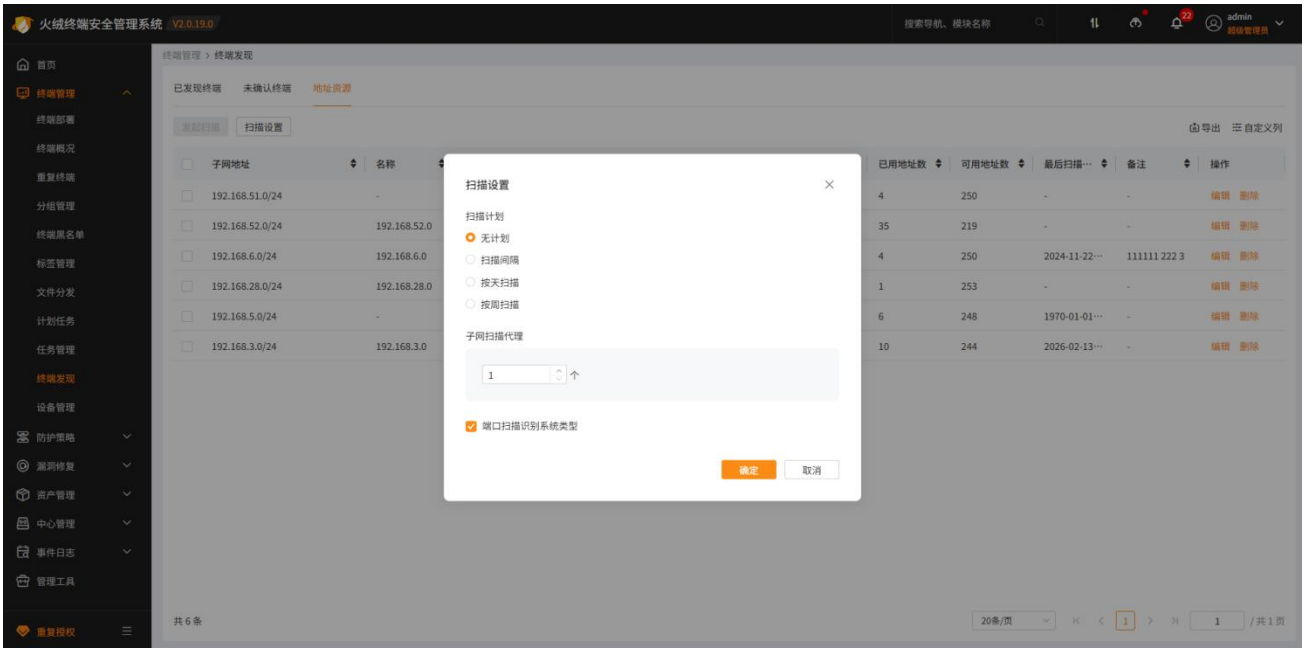 火绒终端安全管理系统 V2.0.19.0 搜索导航、模块名称 22 admin
超级管理员
终端管理 > 终端发现
首页
终端管理
终端部署
终端概况
重复终端
分组管理
终端黑名单
标签管理
文件分发
计划任务
任务管理
终端发现
设备管理
防护策略
漏洞修复
资产管理
中心管理
事件日志
管理工具
重复授权
已发现终端 未确认终端 地址资源
发起扫描 扫描设置 导出 自定义列
子网地址 名称 已用地址数 可用地址数 最后扫描… 备注 操作
192.168.51.0/24 - 4 250 - - 编辑 删除
192.168.52.0/24 192.168.52.0 35 219 - - 编辑 删除
192.168.6.0/24 192.168.6.0 4 250 2024-11-22… 111111 222 3 编辑 删除
192.168.28.0/24 192.168.28.0 1 253 - - 编辑 删除
192.168.5.0/24 - 6 248 1970-01-01… - 编辑 删除
192.168.3.0/24 192.168.3.0 10 244 2026-02-13… - 编辑 删除
扫描设置
扫描计划
无计划
扫描间隔
按天扫描
按周扫描
子网扫描代理
1 个
端口扫描识别系统类型
确定 取消
共 6 条 20条/页 1 1 / 共 1 页